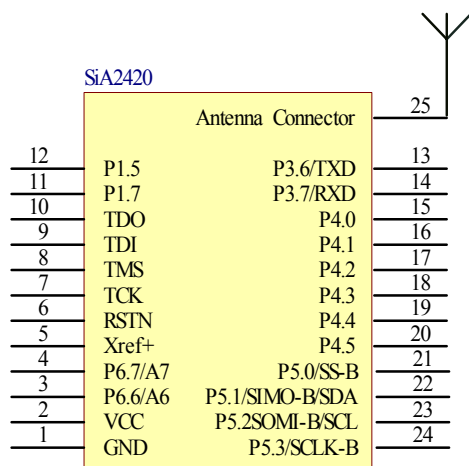 SiA2420
Antenna Connector 25
12 P1.5 P3.6/TXD 13
11 P1.7 P3.7/RXD 14
10 TDO P4.0 15
9 TDI P4.1 16
8 TMS P4.2 17
7 TCK P4.3 18
6 RSTN P4.4 19
5 Xref+ P4.5 20
4 P6.7/A7 P5.0/SS-B 21
3 P6.6/A6 P5.1/SIMO-B/SDA 22
2 VCC P5.2SOMI-B/SCL 23
1 GND P5.3/SCLK-B 24